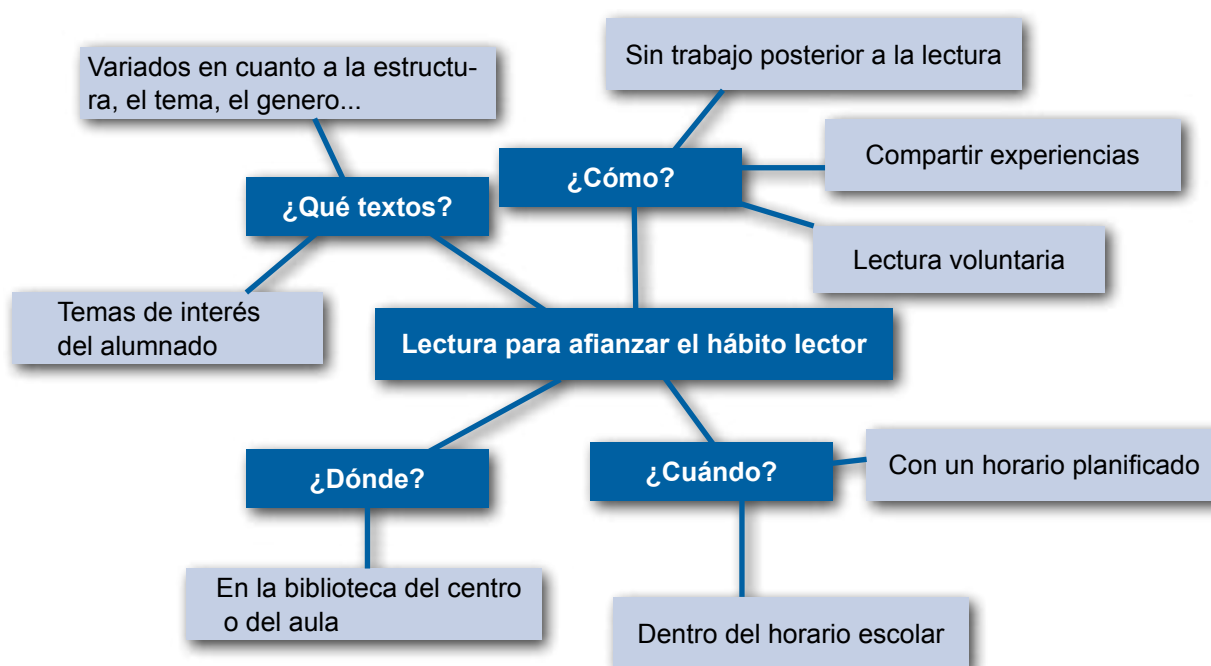 Variados en cuanto a la estructu-
ra, el tema, el genero...
Sin trabajo posterior a la lectura
Compartir experiencias
¿Cómo?
¿Qué textos?
Lectura voluntaria
Temas de interés
del alumnado
Lectura para afianzar el hábito lector
¿Dónde?
¿Cuándo?
Con un horario planificado
En la biblioteca del centro
o del aula
Dentro del horario escolar